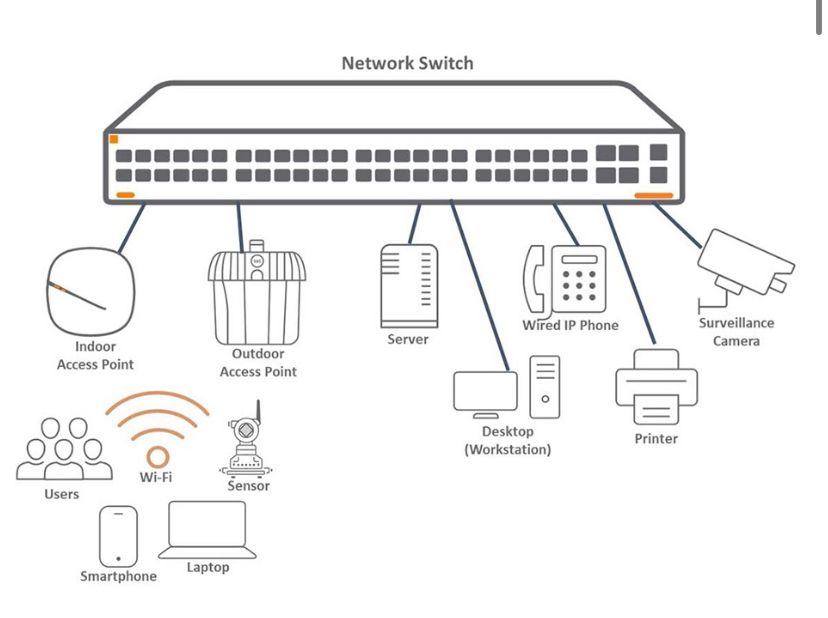 Network Switch
Indoor
Access Point
Outdoor
Access Point
Server
Wired IP Phone
Surveillance
Camera
Desktop
(Workstation)
Printer
Users
Wi-Fi
Sensor
Smartphone
Laptop